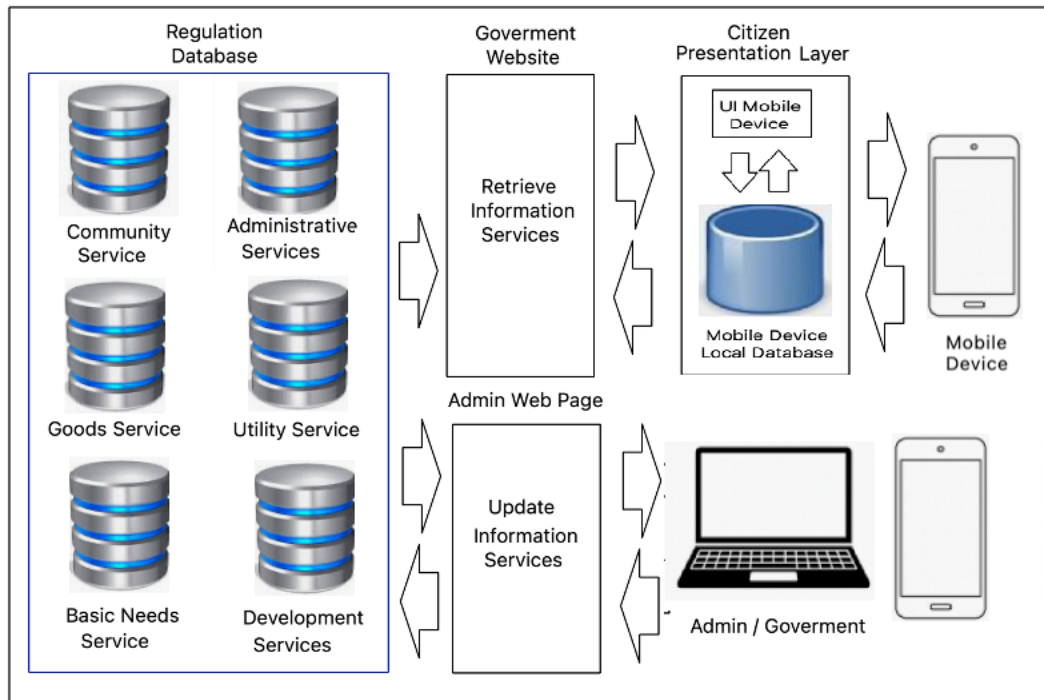 Regulation
Database
Goverment
Website
Citizen
Presentation Layer
Community
Service
Administrative
Services
Goods Service
Utility Service
Basic Needs
Service
Development
Services
Retrieve
Information
Services
UI Mobile
Device
Mobile Device
Local Database
Mobile
Device
Admin Web Page
Update
Information
Services
Admin / Goverment